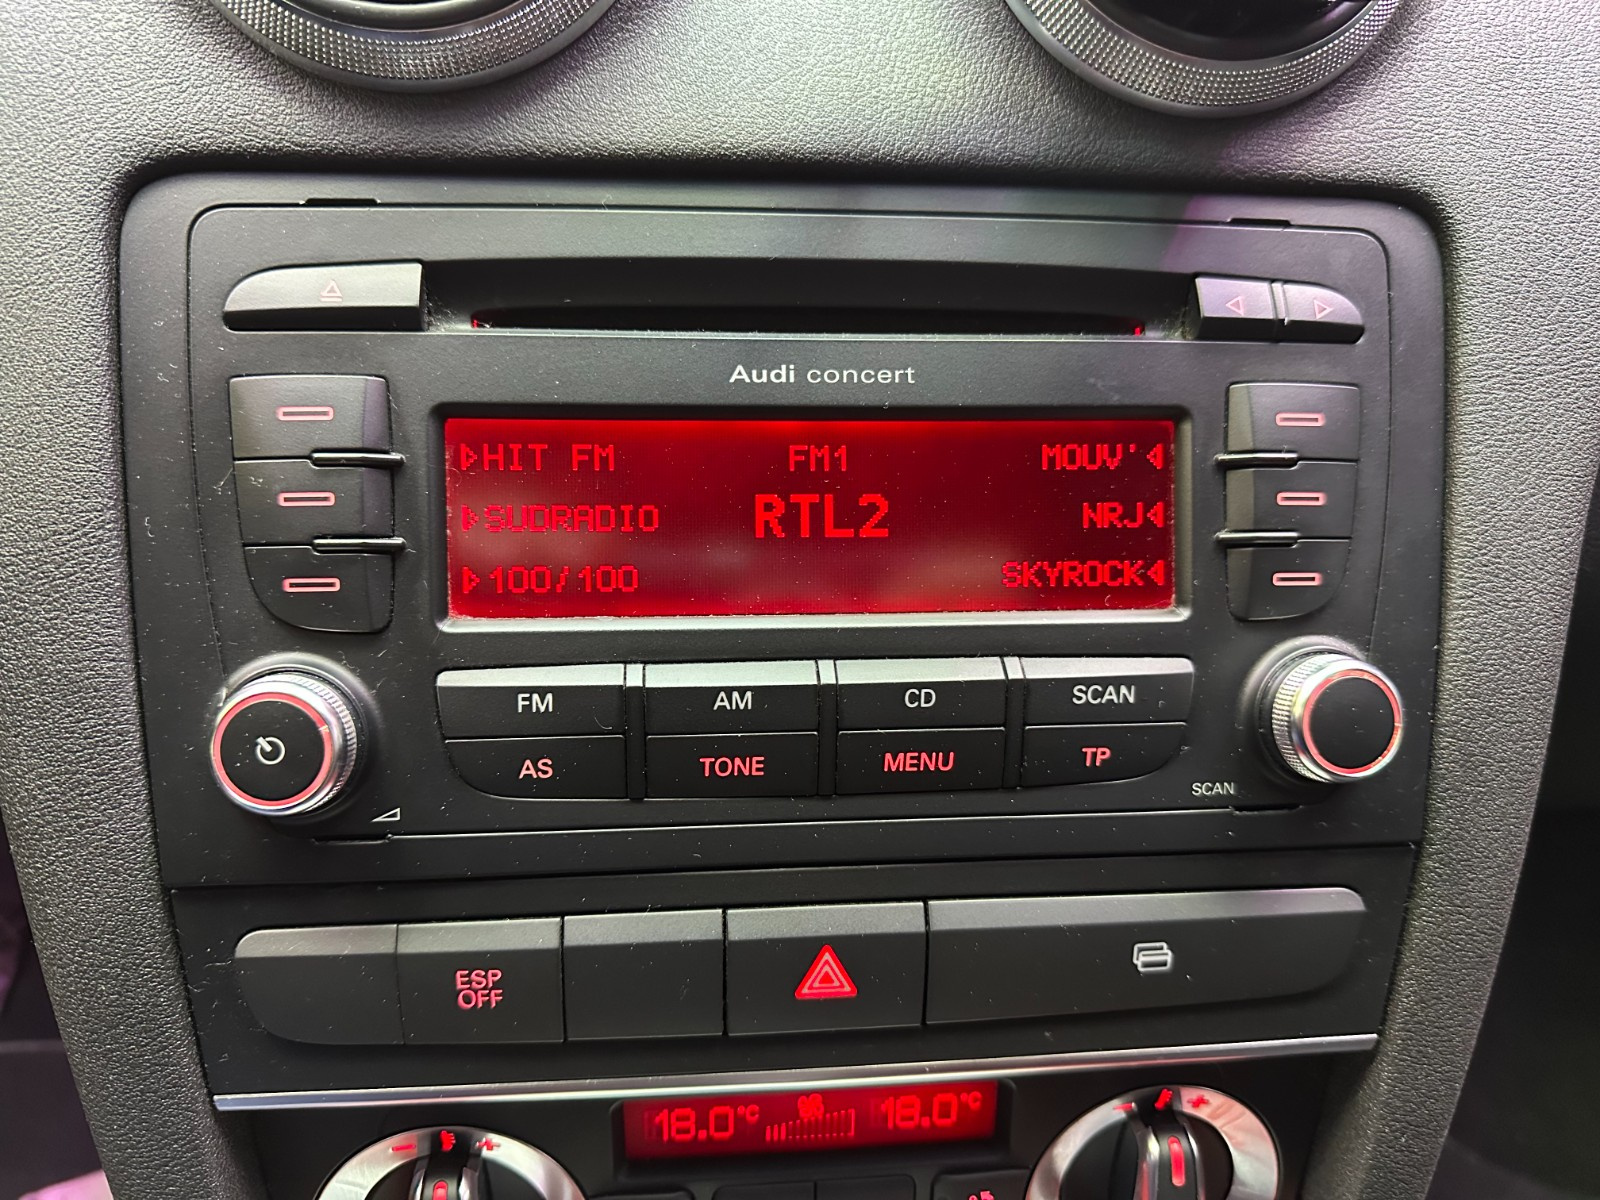 Audi concert
HIT FM FM1 MOUV'
SUDRADIO RTL2 NRJ
100/100 SKYROCK
FM AM CD SCAN
AS TONE MENU TP
SCAN
ESP
OFF
18.0°C 18.0°C
- + - +